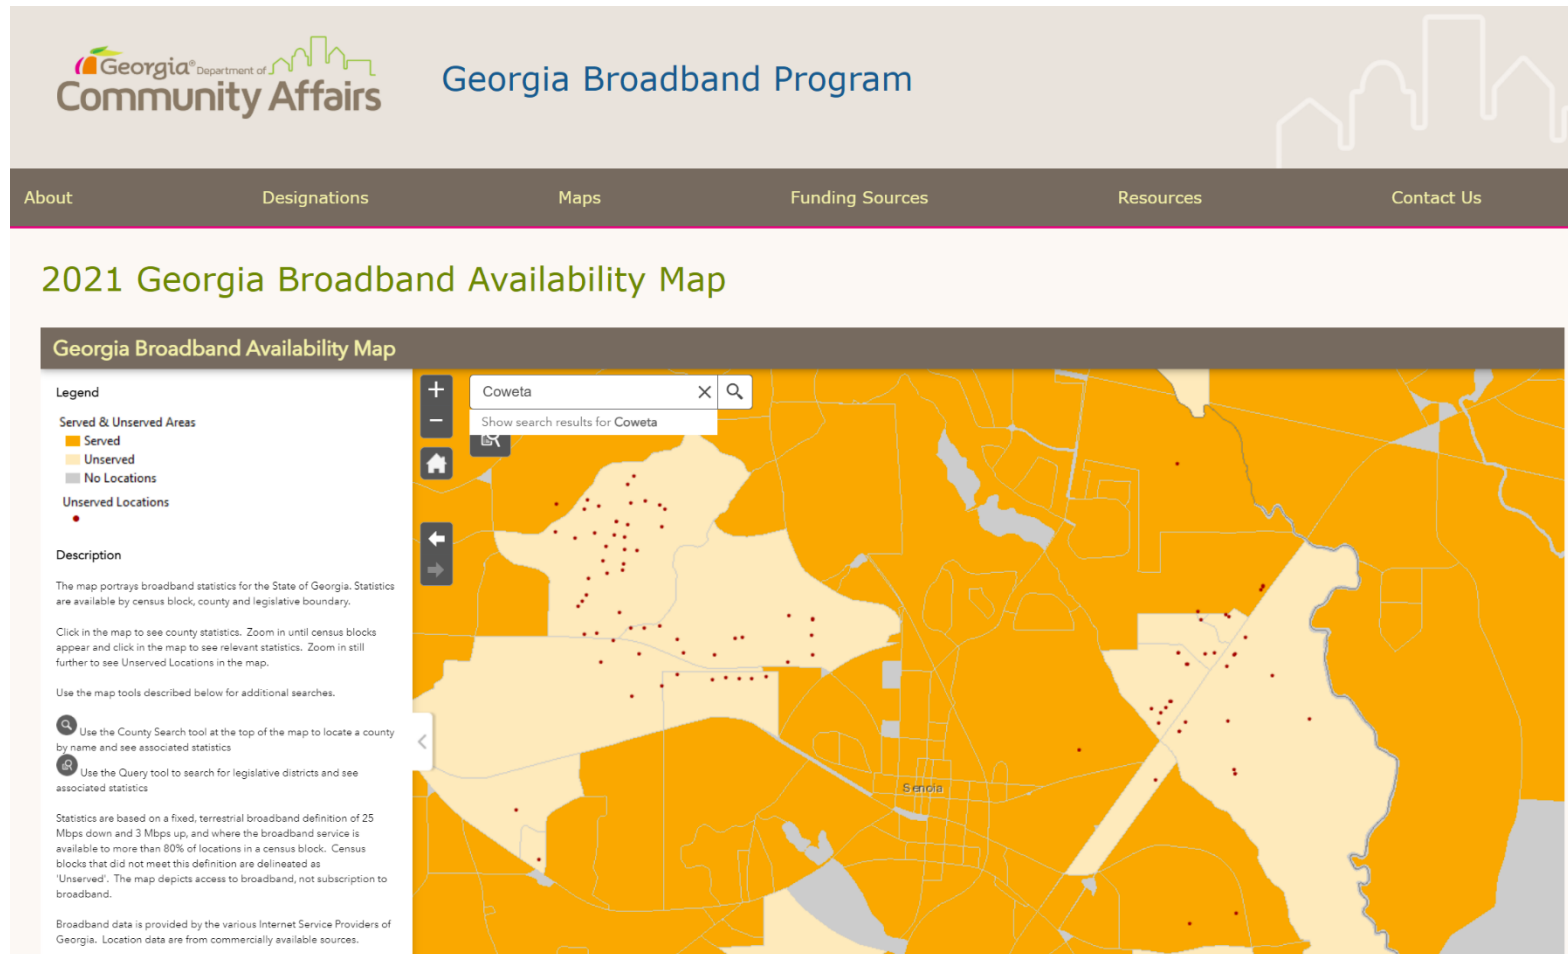 Georgia® Department of
Community Affairs
Georgia Broadband Program
About
Designations
Maps
Funding Sources
Resources
Contact Us
2021 Georgia Broadband Availability Map
Georgia Broadband Availability Map
Legend
Served & Unserved Areas
Served
Unserved
No Locations
Unserved Locations
Description
The map portrays broadband statistics for the State of Georgia. Statistics
are available by census block, county and legislative boundary.
Click in the map to see county statistics. Zoom in until census blocks
appear and click in the map to see relevant statistics. Zoom in still
further to see Unserved Locations in the map.
Use the map tools described below for additional searches.
Use the County Search tool at the top of the map to locate a county
by name and see associated statistics
Use the Query tool to search for legislative districts and see
associated statistics
Statistics are based on a fixed, terrestrial broadband definition of 25
Mbps down and 3 Mbps up, and where the broadband service is
available to more than 80% of locations in a census block. Census
blocks that did not meet this definition are delineated as
'Unserved'. The map depicts access to broadband, not subscription to
broadband.
Broadband data is provided by the various Internet Service Providers of
Georgia. Location data are from commercially available sources.
Coweta
Show search results for Coweta
Senoia